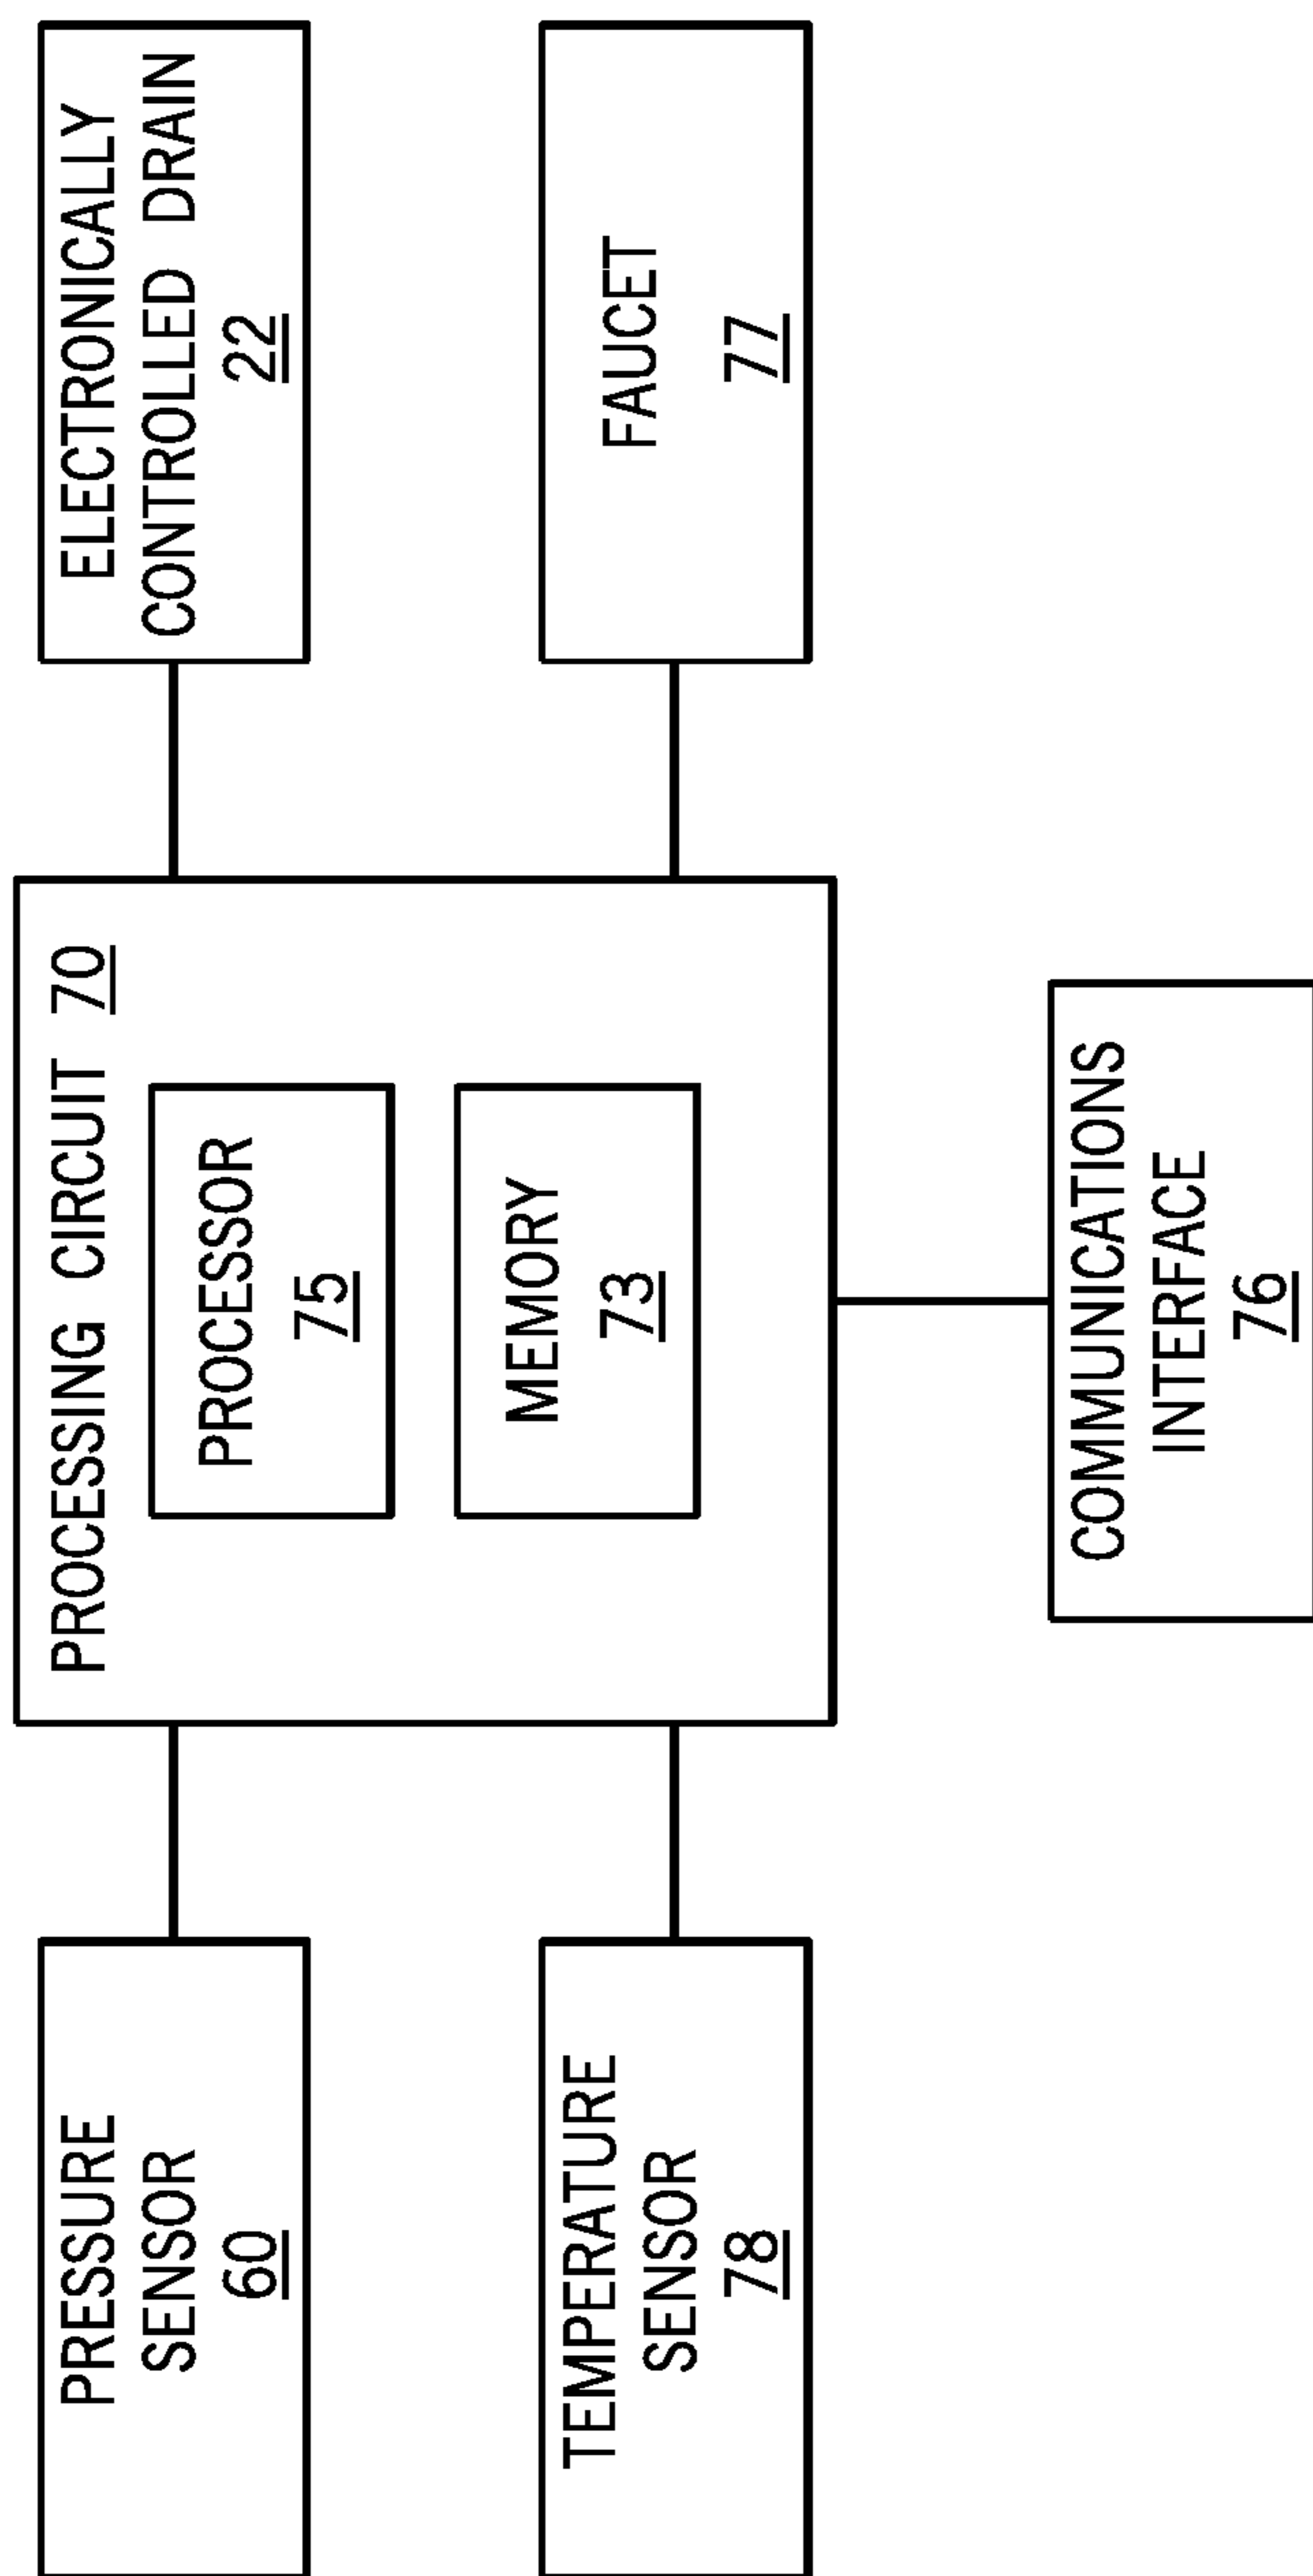 PRESSURE
SENSOR
60
TEMPERATURE
SENSOR
78
PROCESSING CIRCUIT 70
PROCESSOR
75
MEMORY
73
COMMUNICATIONS
INTERFACE
76
ELECTRONICALLY
CONTROLLED DRAIN
22
FAUCET
77